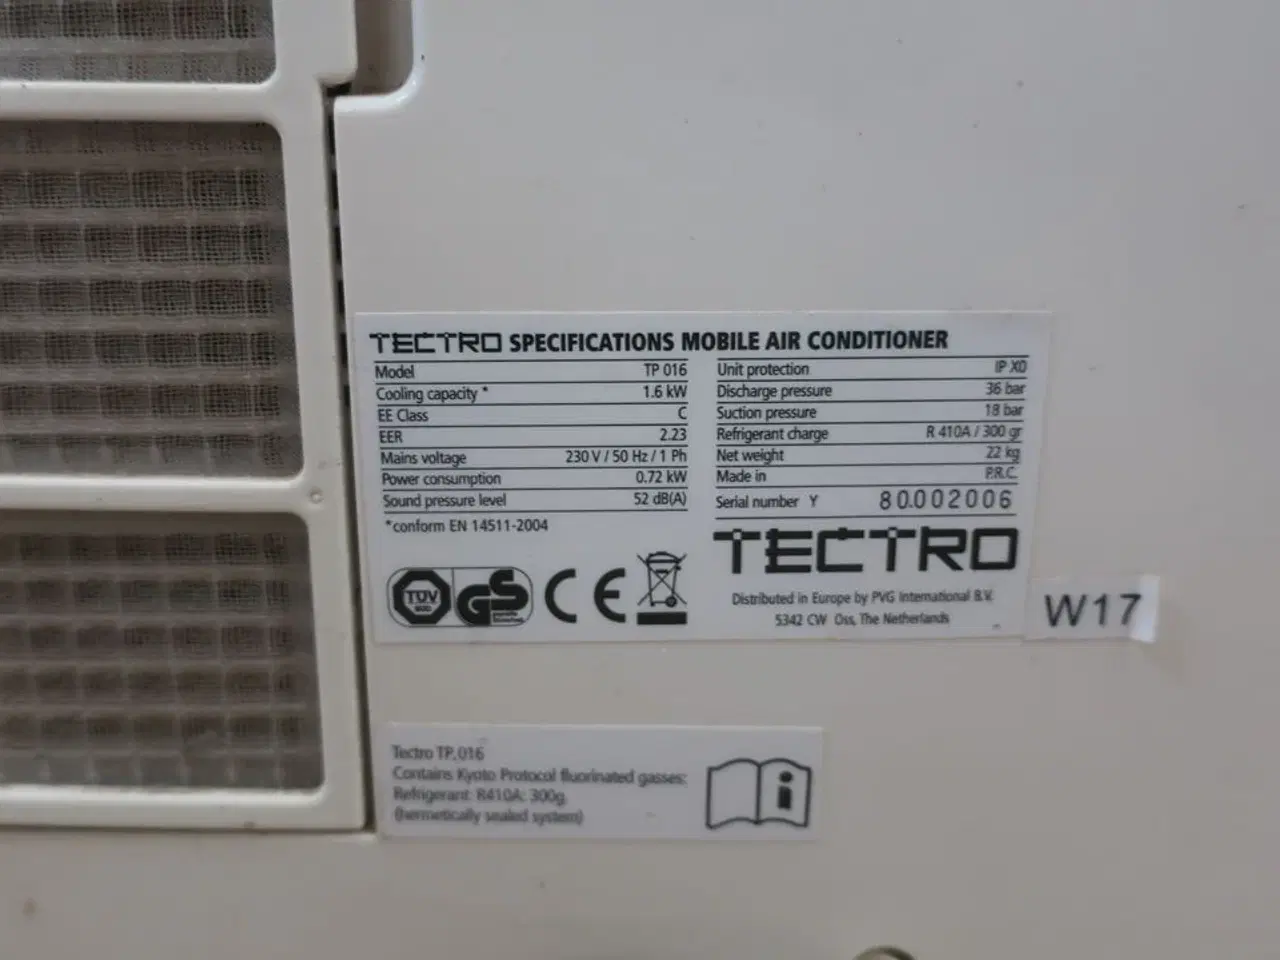 TECTRO SPECIFICATIONS MOBILE AIR CONDITIONER
Model TP 016
Cooling capacity * 1.6 kW
EE Class C
EER 2.23
Mains voltage 230 V / 50 Hz / 1 Ph
Power consumption 0.72 kW
Sound pressure level 52 dB(A)
*conform EN 14511-2004
Unit protection IP X0
Discharge pressure 36 bar
Suction pressure 18 bar
Refrigerant charge R 410A / 300 gr
Net weight 22 kg
Made in P.R.C.
Serial number Y 80.002006
TÜV
GS
CE
TECTRO
Distributed in Europe by PVG International B.V.
5342 CW Oss, The Netherlands
W17
Tectro TP.016
Contains Kyoto Protocol fluorinated gasses:
Refrigerant: R410A: 300g
(hermetically sealed system)
i